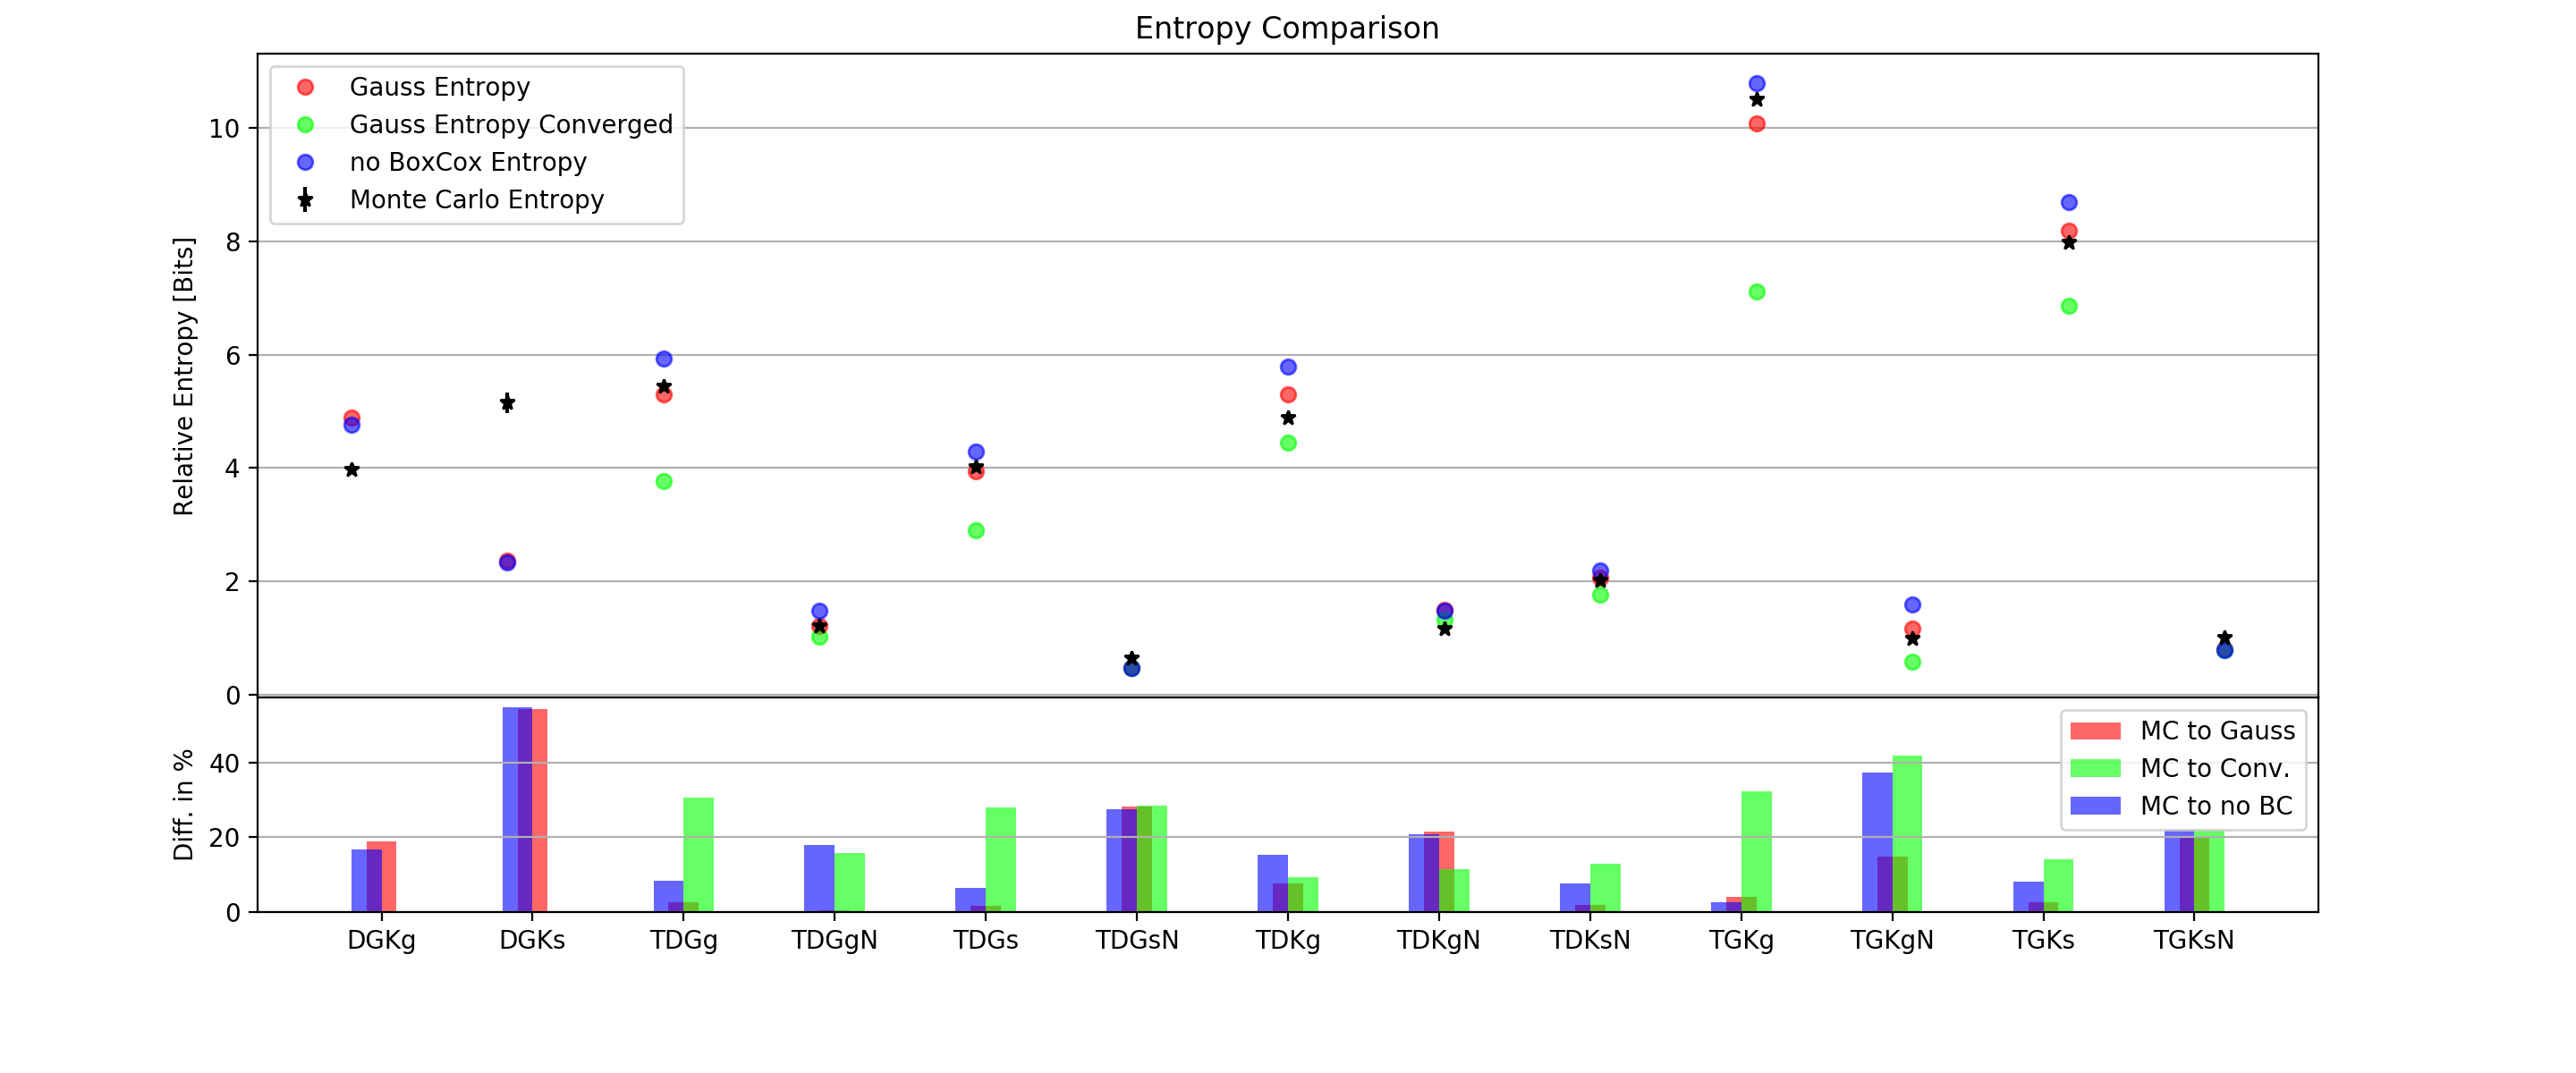 Entropy Comparison
Gauss Entropy
Gauss Entropy Converged
no BoxCox Entropy
Monte Carlo Entropy
Relative Entropy [Bits]
10
8
6
4
2
0
MC to Gauss
MC to Conv.
MC to no BC
Diff. in %
40
20
0
DGKg DGKs TDGg TDGgN TDGs TDGsN TDKg TDKgN TDKsN TGKg TGKgN TGKs TGKsN